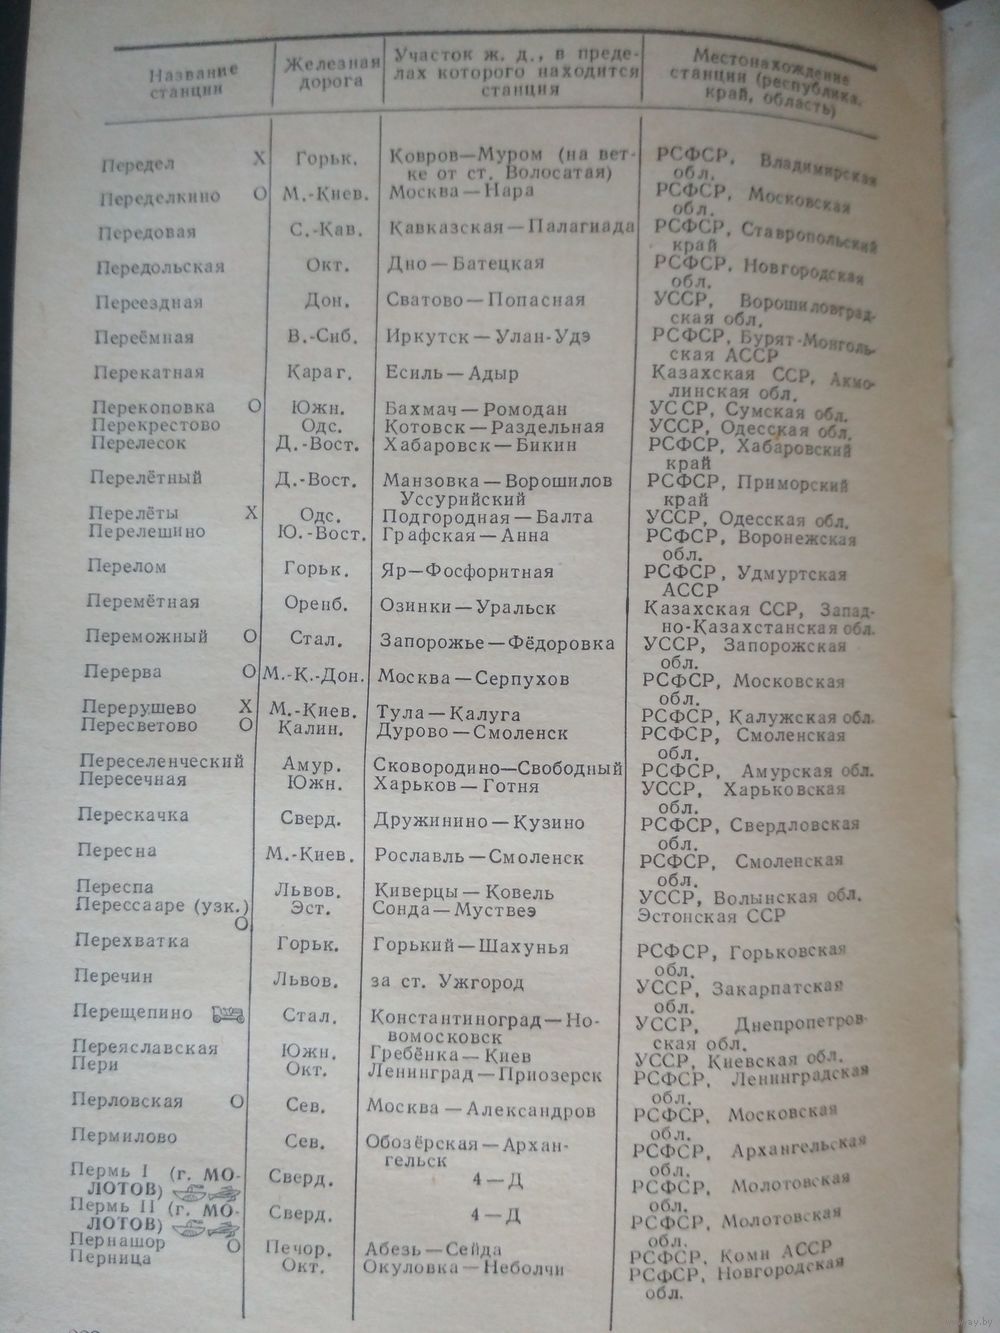 Название станции | Железная дорога | Участок ж. д., в пределах которого находится станция | Местонахождение станции (республика, край, область)
Передел X | Горьк. | Ковров—Муром (на ветке от ст. Волосатая) | РСФСР, Владимирская обл.
Переделкино О | М.-Киев. | Москва—Нара | РСФСР, Московская обл.
Передовая | С.-Кав. | Кавказская—Палагиада | РСФСР, Ставропольский край
Передольская | Окт. | Дно—Батецкая | РСФСР, Новгородская обл.
Переездная | Дон. | Сватово—Попасная | УССР, Ворошиловградская обл.
Переёмная | В.-Сиб. | Иркутск—Улан-Удэ | РСФСР, Бурят-Монгольская АССР
Перекатная | Караг. | Есиль—Адыр | Казахская ССР, Акмолинская обл.
Перекоповка О | Южн. | Бахмач—Ромодан | УССР, Сумская обл.
Перекрестово | Одс. | Котовск—Раздельная | УССР, Одесская обл.
Перелесок | Д.-Вост. | Хабаровск—Бикин | РСФСР, Хабаровский край
Перелётный | Д.-Вост. | Манзовка—Ворошилов Уссурийский | РСФСР, Приморский край
Перелёты X | Одс. | Подгородная—Балта | УССР, Одесская обл.
Перелешино | Ю.-Вост. | Графская—Анна | РСФСР, Воронежская обл.
Перелом | Горьк. | Яр—Фосфоритная | РСФСР, Удмуртская АССР
Перемётная | Оренб. | Озинки—Уральск | Казахская ССР, Западно-Казахстанская обл.
Переможный О | Стал. | Запорожье—Фёдоровка | УССР, Запорожская обл.
Перерва О | М.-К.-Дон. | Москва—Серпухов | РСФСР, Московская обл.
Перерушево X | М.-Киев. | Тула—Калуга | РСФСР, Калужская обл.
Пересветово О | Калин. | Дурово—Смоленск | РСФСР, Смоленская обл.
Переселенческий | Амур. | Сковородино—Свободный | РСФСР, Амурская обл.
Пересечная | Южн. | Харьков—Готня | УССР, Харьковская обл.
Перескачка | Сверд. | Дружинино—Кузино | РСФСР, Свердловская обл.
Пересна | М.-Киев. | Рославль—Смоленск | РСФСР, Смоленская обл.
Переспа | Львов. | Киверцы—Ковель | УССР, Волынская обл.
Перессааре (узк.) О | Эст. | Сонда—Муствеэ | Эстонская ССР
Перехватка | Горьк. | Горький—Шахунья | РСФСР, Горьковская обл.
Перечин | Львов. | за ст. Ужгород | УССР, Закарпатская обл.
Перещепино | Стал. | Константиноград—Новомосковск | УССР, Днепропетровская обл.
Переяславская | Южн. | Гребёнка—Киев | УССР, Киевская обл.
Пери | Окт. | Ленинград—Приозерск | РСФСР, Ленинградская обл.
Перловская О | Сев. | Москва—Александров | РСФСР, Московская обл.
Пермилово | Сев. | Обозёрская—Архангельск | РСФСР, Архангельская обл.
Пермь I (г. МОЛОТОВ) | Сверд. | 4—Д | РСФСР, Молотовская обл.
Пермь II (г. МОЛОТОВ) | Сверд. | 4—Д | РСФСР, Молотовская обл.
Пернашор О | Печор. | Абезь—Сейда | РСФСР, Коми АССР
Перница | Окт. | Окуловка—Неболчи | РСФСР, Новгородская обл.